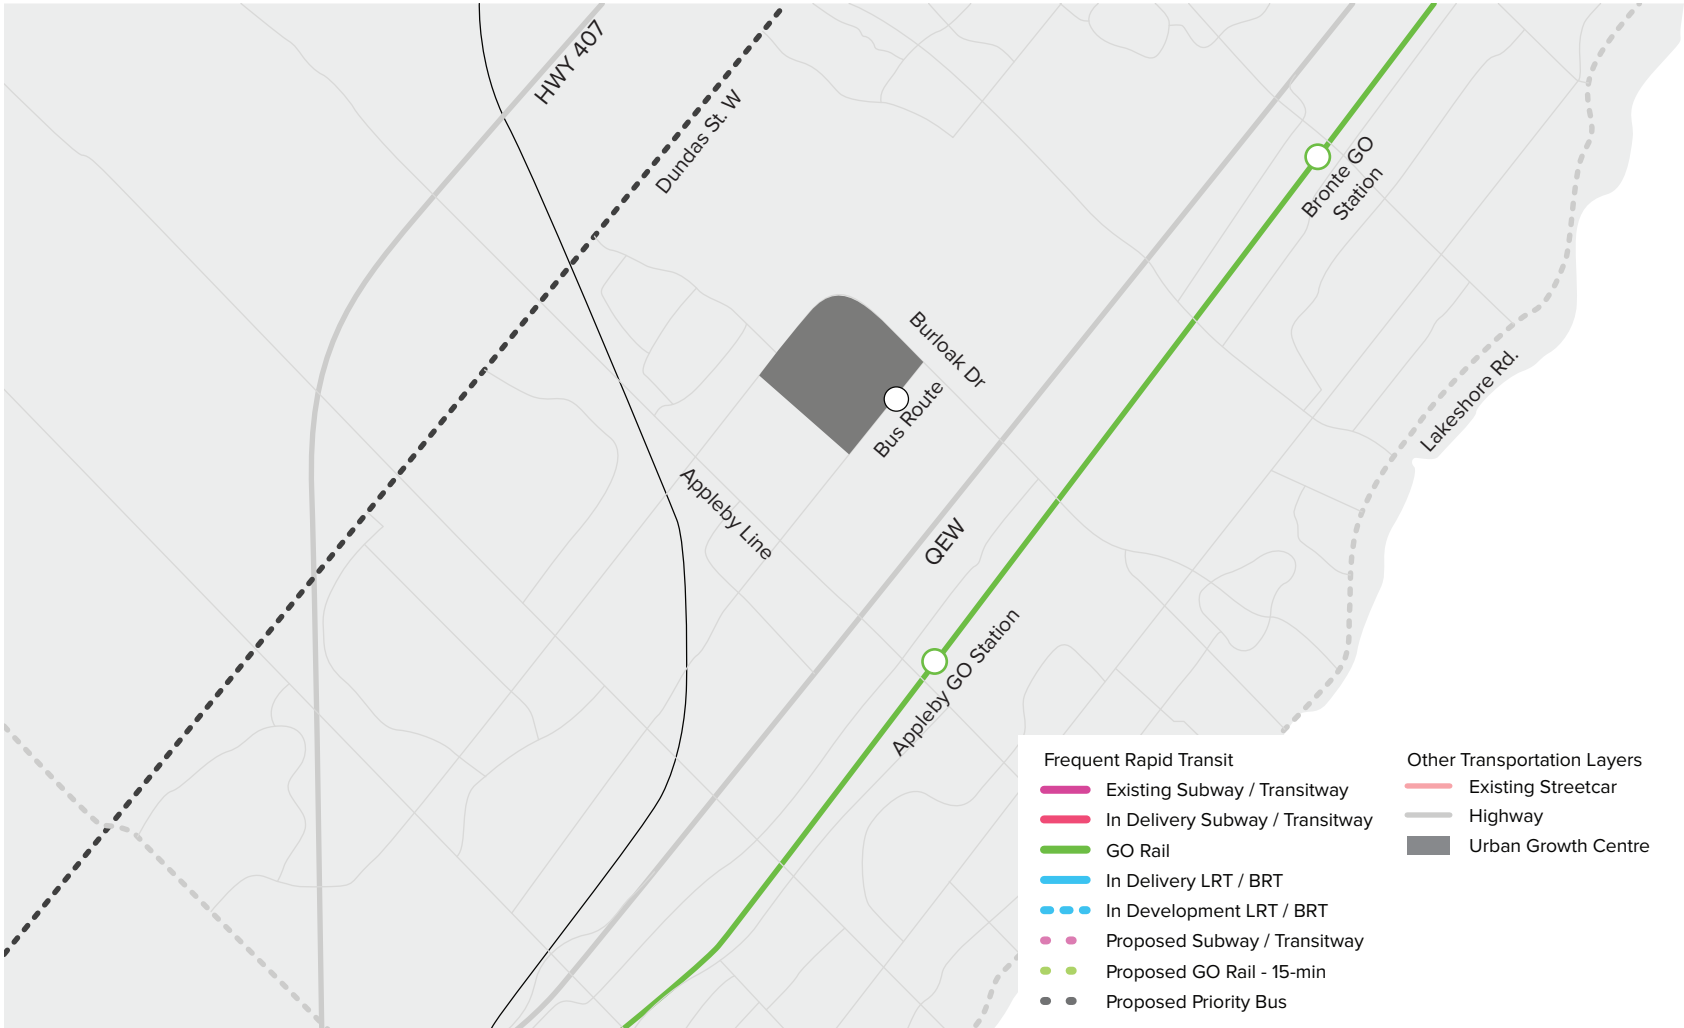 HWY 407
Dundas St. W
Bronte GO
Station
Burloak Dr
Bus Route
Lakeshore Rd.
Appleby Line
QEW
Appleby GO Station
Frequent Rapid Transit
Existing Subway / Transitway
In Delivery Subway / Transitway
GO Rail
In Delivery LRT / BRT
In Development LRT / BRT
Proposed Subway / Transitway
Proposed GO Rail - 15-min
Proposed Priority Bus
Other Transportation Layers
Existing Streetcar
Highway
Urban Growth Centre